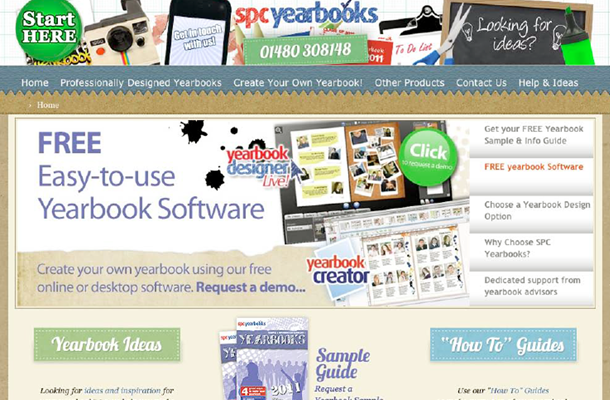 Start
HERE
Get in touch
with us!
spcyearbooks
01480 308148
2011
To Do List
Looking for
ideas?
Home Professionally Designed Yearbooks Create Your Own Yearbook! Other Products Contact Us Help & Ideas
› Home
FREE
Easy-to-use
Yearbook Software
yearbook
designer
Live!
Click
to request a demo
yearbook
creator
Create your own yearbook using our free
online or desktop software. Request a demo...
Get your FREE Yearbook
Sample & Info Guide
FREE yearbook Software
Choose a Yearbook Design
Option
Why Choose SPC
Yearbooks?
Dedicated support from
yearbook advisors
Yearbook Ideas
Looking for ideas and inspiration for
spcyearbooks
YEARBOOKS
2011
Sample
Guide
Request a
Yearbook Sample
"How To" Guides
Use our "How To" Guides